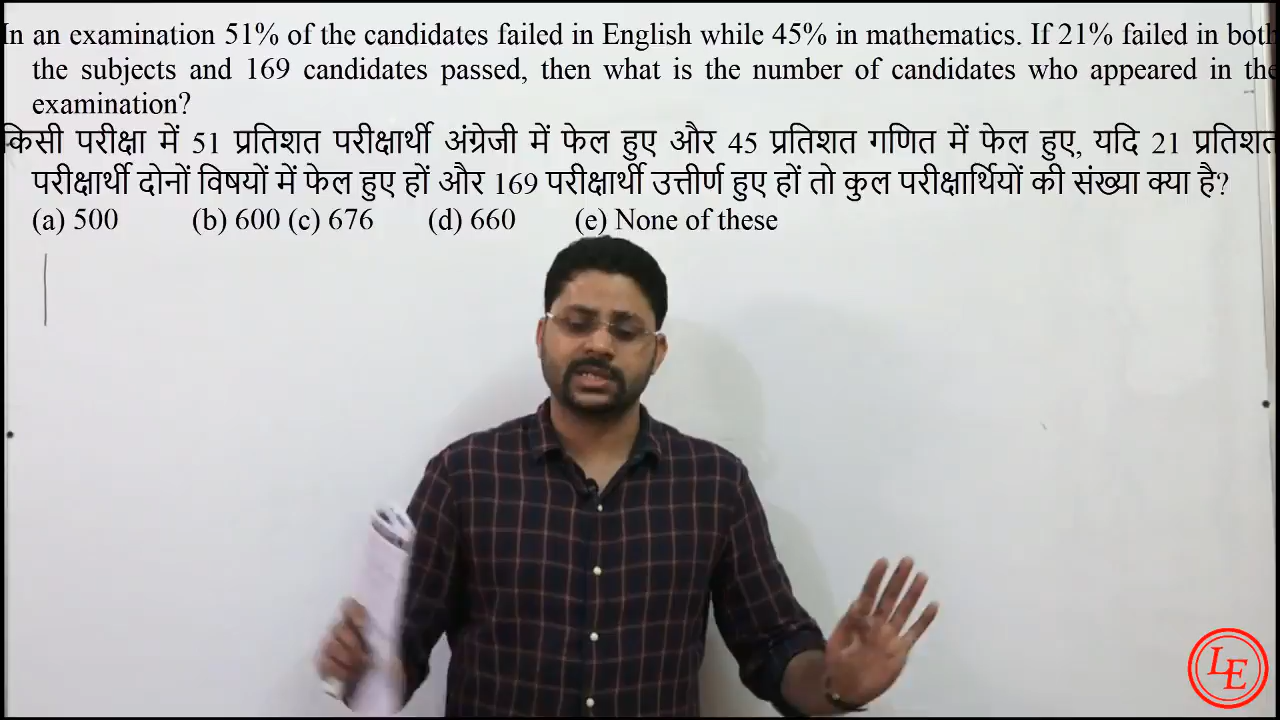 In an examination 51% of the candidates failed in English while 45% in mathematics. If 21% failed in both
the subjects and 169 candidates passed, then what is the number of candidates who appeared in the
examination?
किसी परीक्षा में 51 प्रतिशत परीक्षार्थी अंग्रेजी में फेल हुए और 45 प्रतिशत गणित में फेल हुए, यदि 21 प्रतिशत
परीक्षार्थी दोनों विषयों में फेल हुए हों और 169 परीक्षार्थी उत्तीर्ण हुए हों तो कुल परीक्षार्थियों की संख्या क्या है?
(a) 500 (b) 600 (c) 676 (d) 660 (e) None of these
LE